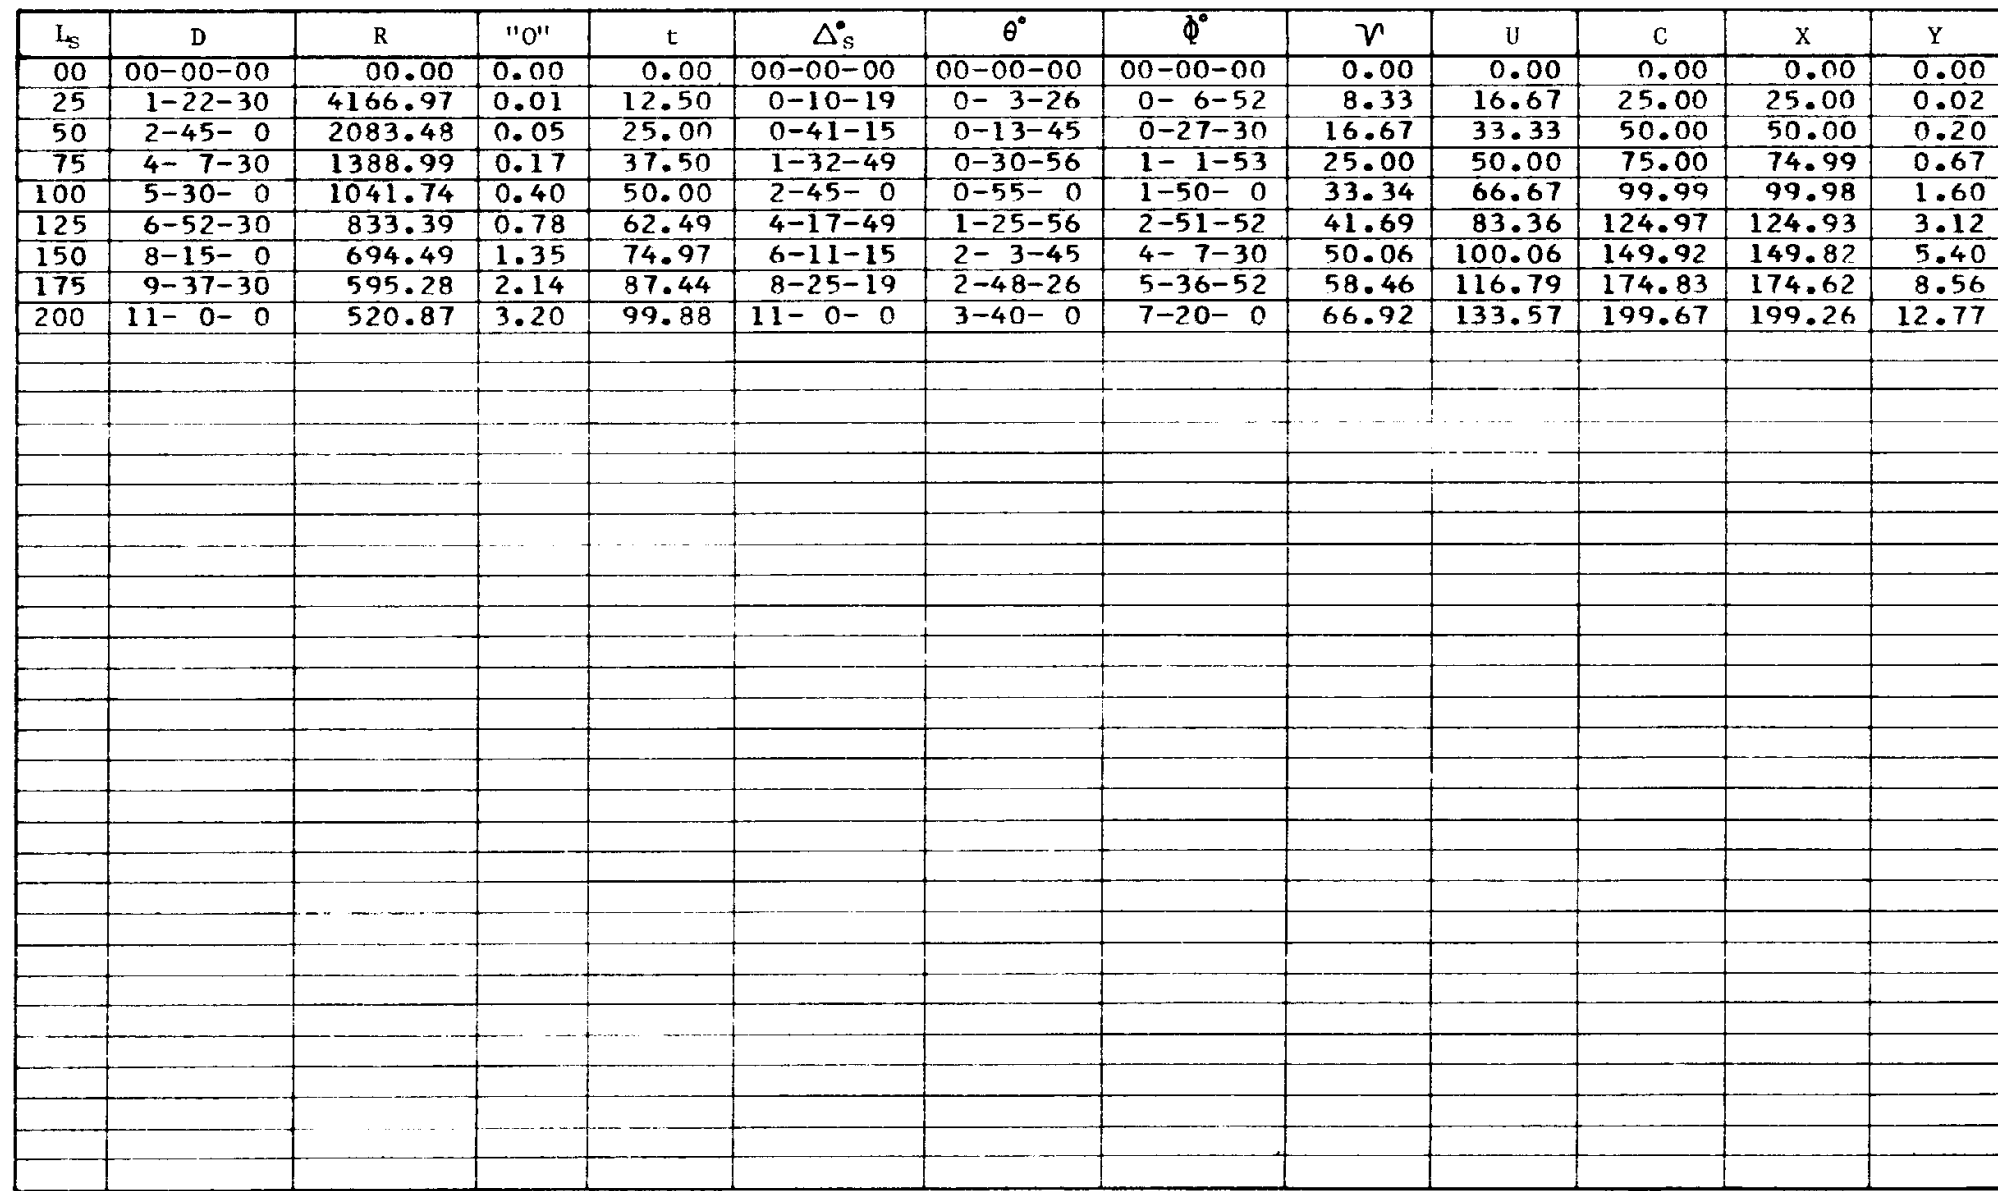 Ls D R "O" t Δ°s θ° Φ° V U C X Y
00 00-00-00 00.00 0.00 0.00 00-00-00 00-00-00 00-00-00 0.00 0.00 0.00 0.00 0.00
25 1-22-30 4166.97 0.01 12.50 0-10-19 0- 3-26 0- 6-52 8.33 16.67 25.00 25.00 0.02
50 2-45- 0 2083.48 0.05 25.00 0-41-15 0-13-45 0-27-30 16.67 33.33 50.00 50.00 0.20
75 4- 7-30 1388.99 0.17 37.50 1-32-49 0-30-56 1- 1-53 25.00 50.00 75.00 74.99 0.67
100 5-30- 0 1041.74 0.40 50.00 2-45- 0 0-55- 0 1-50- 0 33.34 66.67 99.99 99.98 1.60
125 6-52-30 833.39 0.78 62.49 4-17-49 1-25-56 2-51-52 41.69 83.36 124.97 124.93 3.12
150 8-15- 0 694.49 1.35 74.97 6-11-15 2- 3-45 4- 7-30 50.06 100.06 149.92 149.82 5.40
175 9-37-30 595.28 2.14 87.44 8-25-19 2-48-26 5-36-52 58.46 116.79 174.83 174.62 8.56
200 11- 0- 0 520.87 3.20 99.88 11- 0- 0 3-40- 0 7-20- 0 66.92 133.57 199.67 199.26 12.77